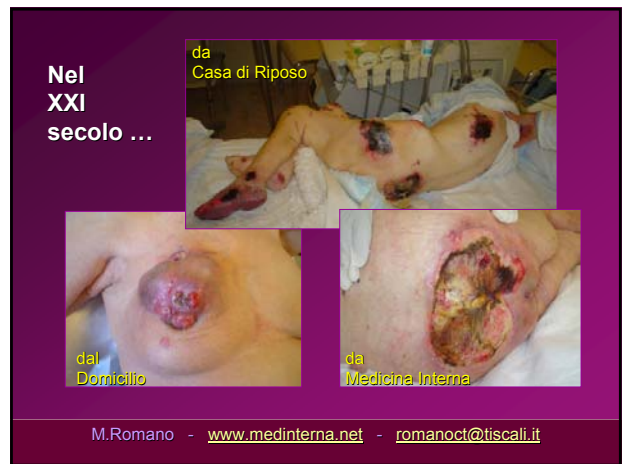 Nel
XXI
secolo ...
da
Casa di Riposo
dal
Domicilio
da
Medicina Interna
M.Romano - www.medinterna.net - romanoct@tiscali.it